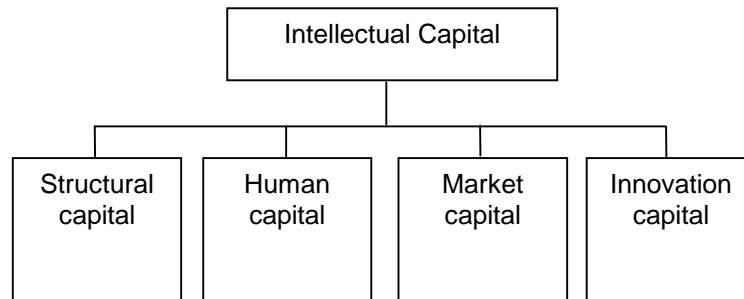 Intellectual Capital
Structural
capital
Human
capital
Market
capital
Innovation
capital